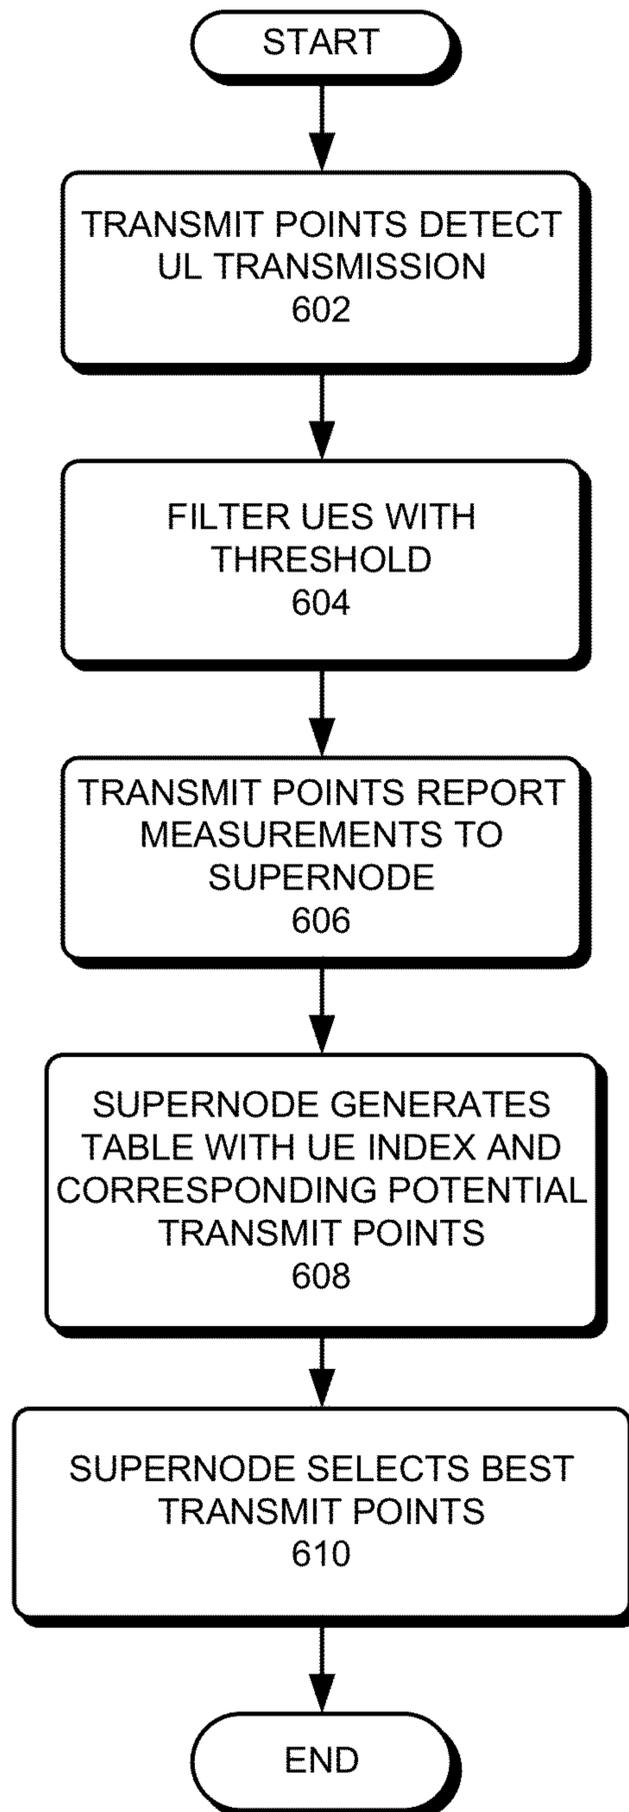 START
TRANSMIT POINTS DETECT
UL TRANSMISSION
602
FILTER UES WITH
THRESHOLD
604
TRANSMIT POINTS REPORT
MEASUREMENTS TO
SUPERNODE
606
SUPERNODE GENERATES
TABLE WITH UE INDEX AND
CORRESPONDING POTENTIAL
TRANSMIT POINTS
608
SUPERNODE SELECTS BEST
TRANSMIT POINTS
610
END